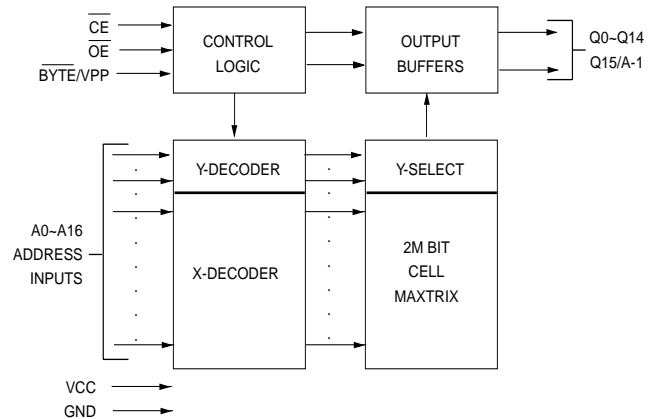 CE
OE
BYTE/VPP
CONTROL
LOGIC
OUTPUT
BUFFERS
Q0~Q14
Q15/A-1
A0~A16
ADDRESS
INPUTS
Y-DECODER
Y-SELECT
X-DECODER
2M BIT
CELL
MAXTRIX
VCC
GND